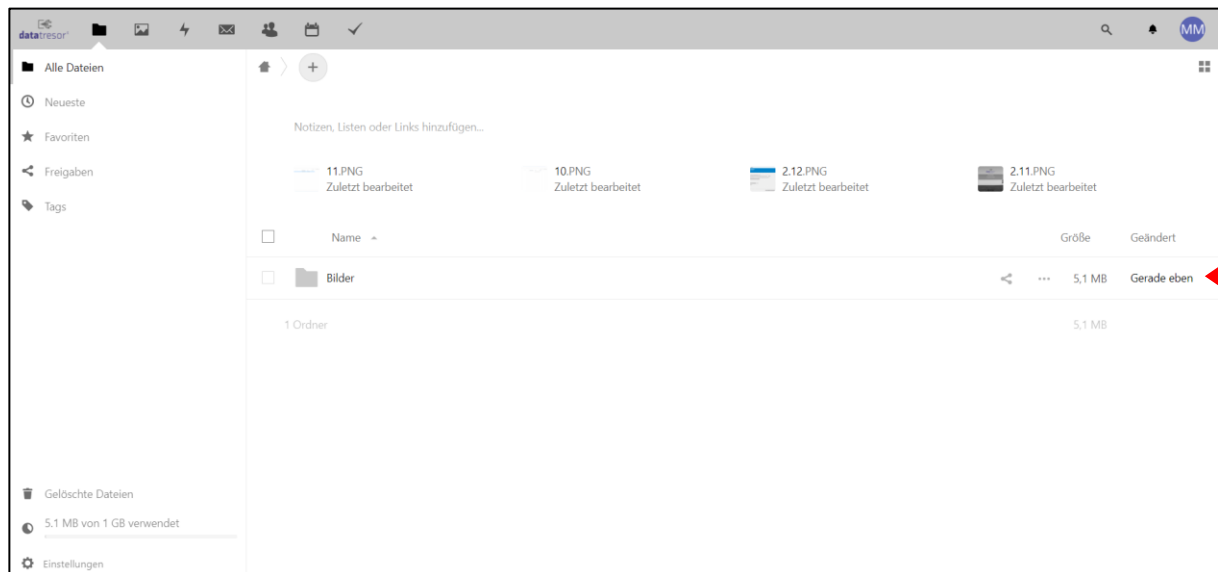 datatresor
MM
Alle Dateien
Neueste
Favoriten
Freigaben
Tags
Notizen, Listen oder Links hinzufügen...
11.PNG
Zuletzt bearbeitet
10.PNG
Zuletzt bearbeitet
2.12.PNG
Zuletzt bearbeitet
2.11.PNG
Zuletzt bearbeitet
Name Größe Geändert
Bilder 5,1 MB Gerade eben
1 Ordner 5,1 MB
Gelöschte Dateien
5.1 MB von 1 GB verwendet
Einstellungen